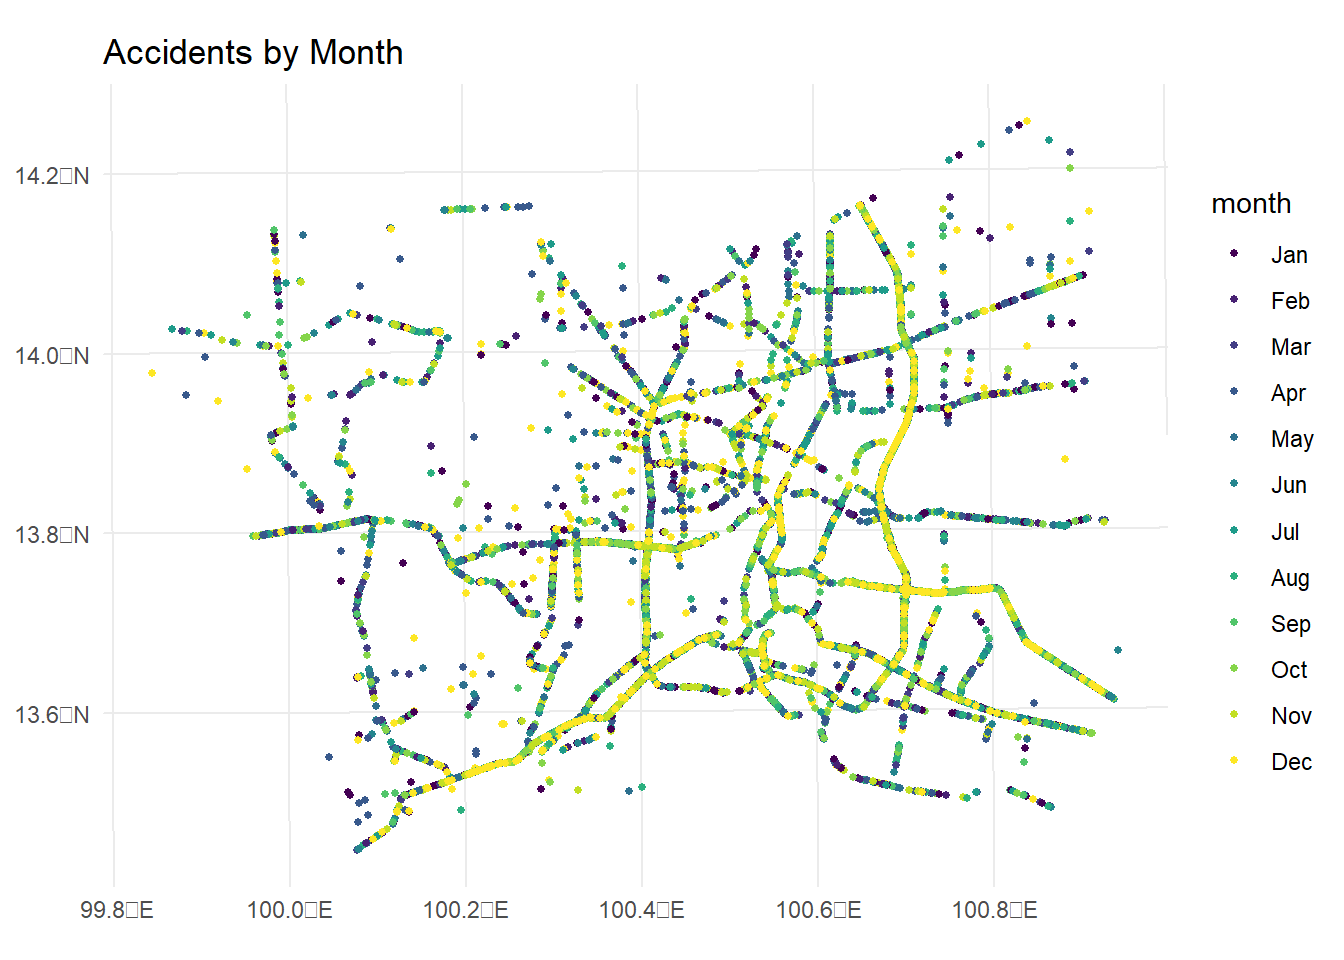 Accidents by Month
14.2□N
14.0□N
13.8□N
13.6□N
99.8□E
100.0□E
100.2□E
100.4□E
100.6□E
100.8□E
month
Jan
Feb
Mar
Apr
May
Jun
Jul
Aug
Sep
Oct
Nov
Dec